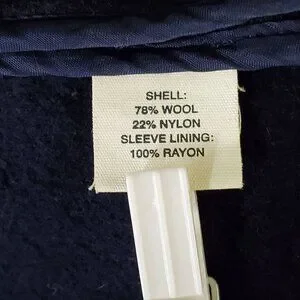 SHELL:
78% WOOL
22% NYLON
SLEEVE LINING:
100% RAYON